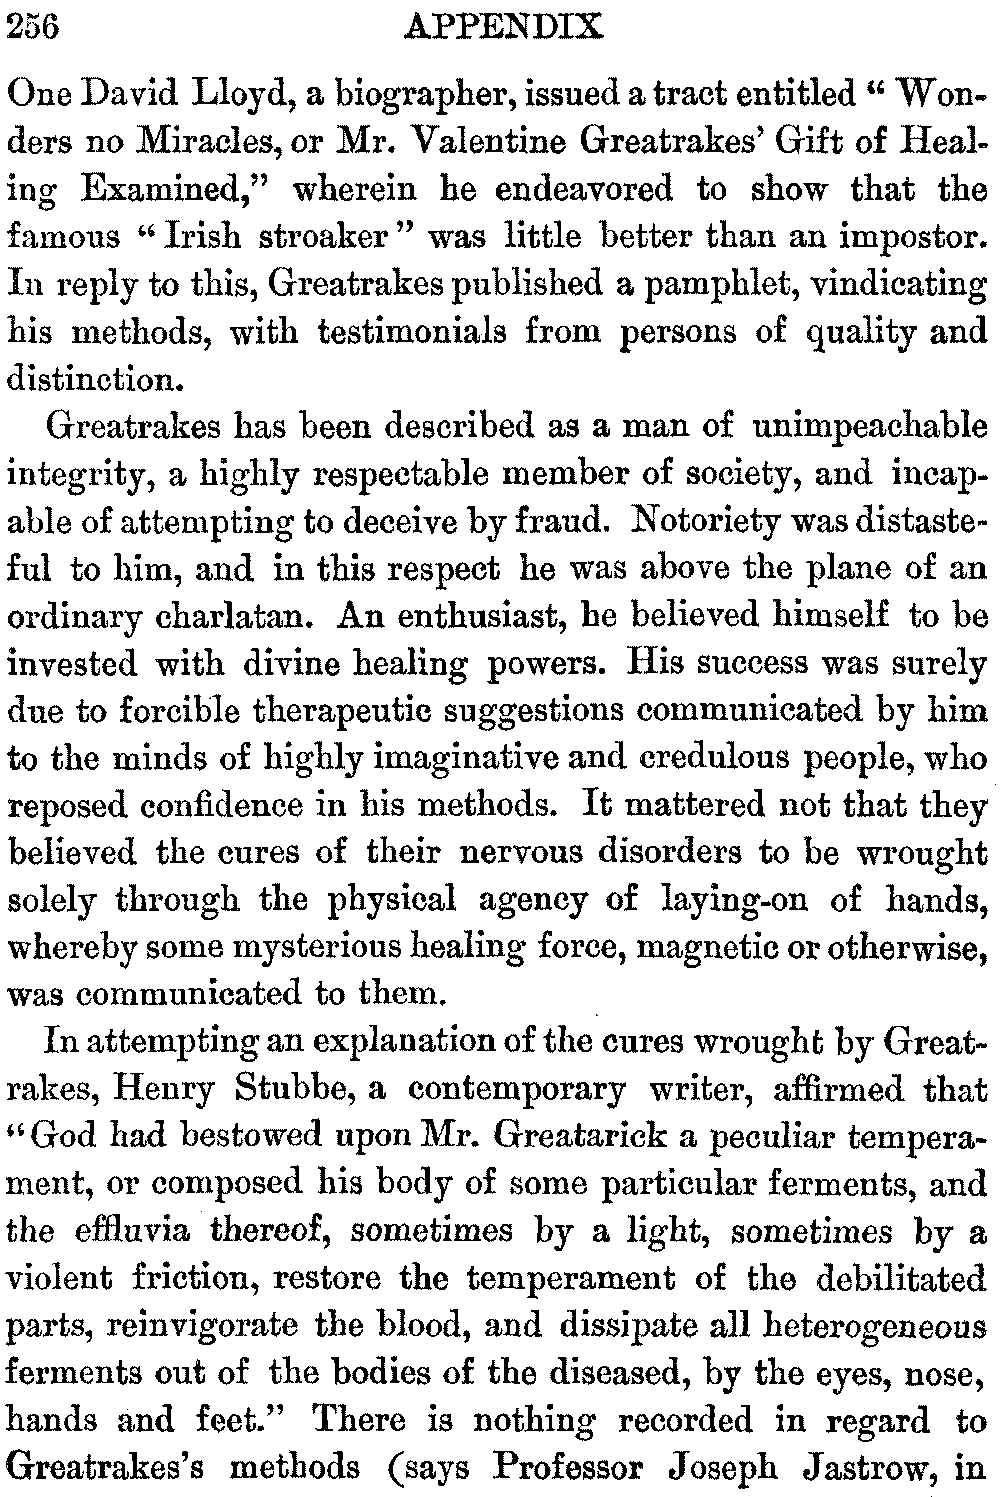 256 APPENDIX
One David Lloyd, a biographer, issued a tract entitled “ Won-
ders no Miracles, or Mr. Valentine Greatrakes’ Gift of Heal-
ing Examined,” wherein he endeavored to show that the
famous “ Irish stroaker ” was little better than an impostor.
In reply to this, Greatrakes published a pamphlet, vindicating
his methods, with testimonials from persons of quality and
distinction.
Greatrakes has been described as a man of unimpeachable
integrity, a highly respectable member of society, and incap-
able of attempting to deceive by fraud. Notoriety was distaste-
ful to him, and in this respect he was above the plane of an
ordinary charlatan. An enthusiast, he believed himself to be
invested with divine healing powers. His success was surely
due to forcible therapeutic suggestions communicated by him
to the minds of highly imaginative and credulous people, who
reposed confidence in his methods. It mattered not that they
believed the cures of their nervous disorders to be wrought
solely through the physical agency of laying-on of hands,
whereby some mysterious healing force, magnetic or otherwise,
was communicated to them.
In attempting an explanation of the cures wrought by Great-
rakes, Henry Stubbe, a contemporary writer, affirmed that
“God had bestowed upon Mr. Greatarick a peculiar tempera-
ment, or composed his body of some particular ferments, and
the effluvia thereof, sometimes by a light, sometimes by a
violent friction, restore the temperament of the debilitated
parts, reinvigorate the blood, and dissipate all heterogeneous
ferments out of the bodies of the diseased, by the eyes, nose,
hands and feet.” There is nothing recorded in regard to
Greatrakes’s methods (says Professor Joseph Jastrow, in